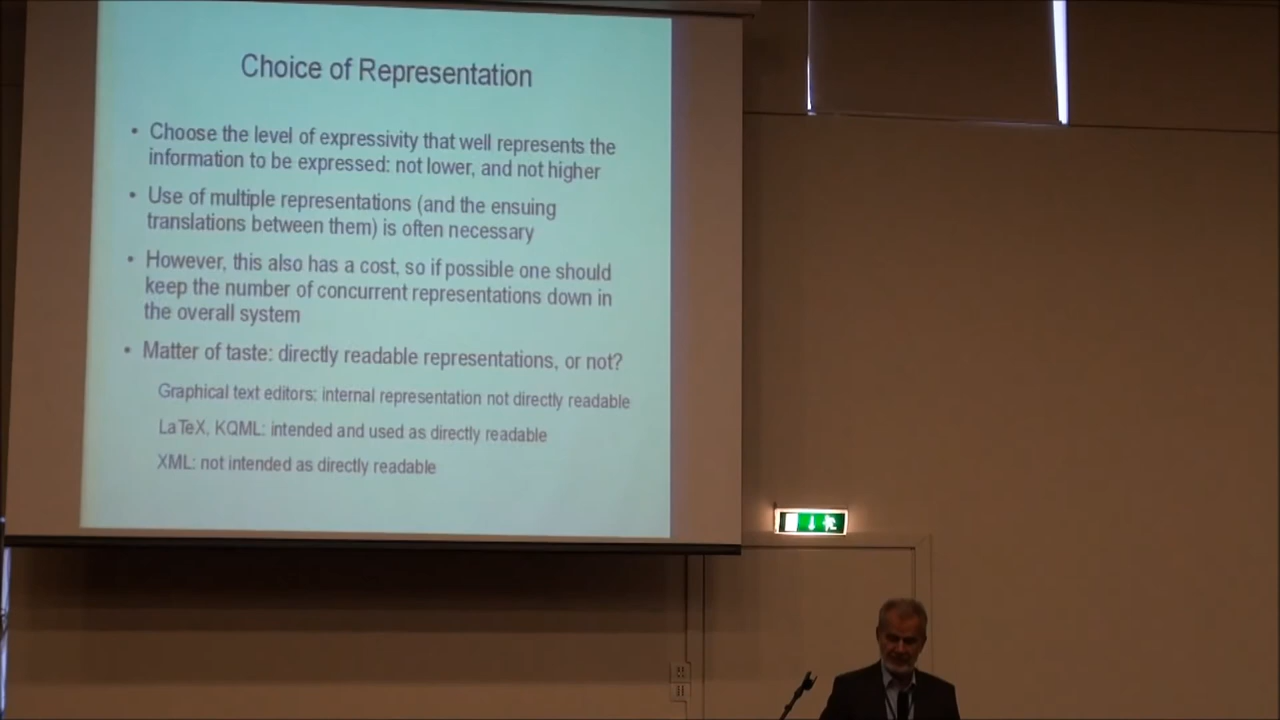 Choice of Representation
• Choose the level of expressivity that well represents the
information to be expressed: not lower, and not higher
• Use of multiple representations (and the ensuing
translations between them) is often necessary
• However, this also has a cost, so if possible one should
keep the number of concurrent representations down in
the overall system
• Matter of taste: directly readable representations, or not?
Graphical text editors: internal representation not directly readable
LaTeX, KQML: intended and used as directly readable
XML: not intended as directly readable